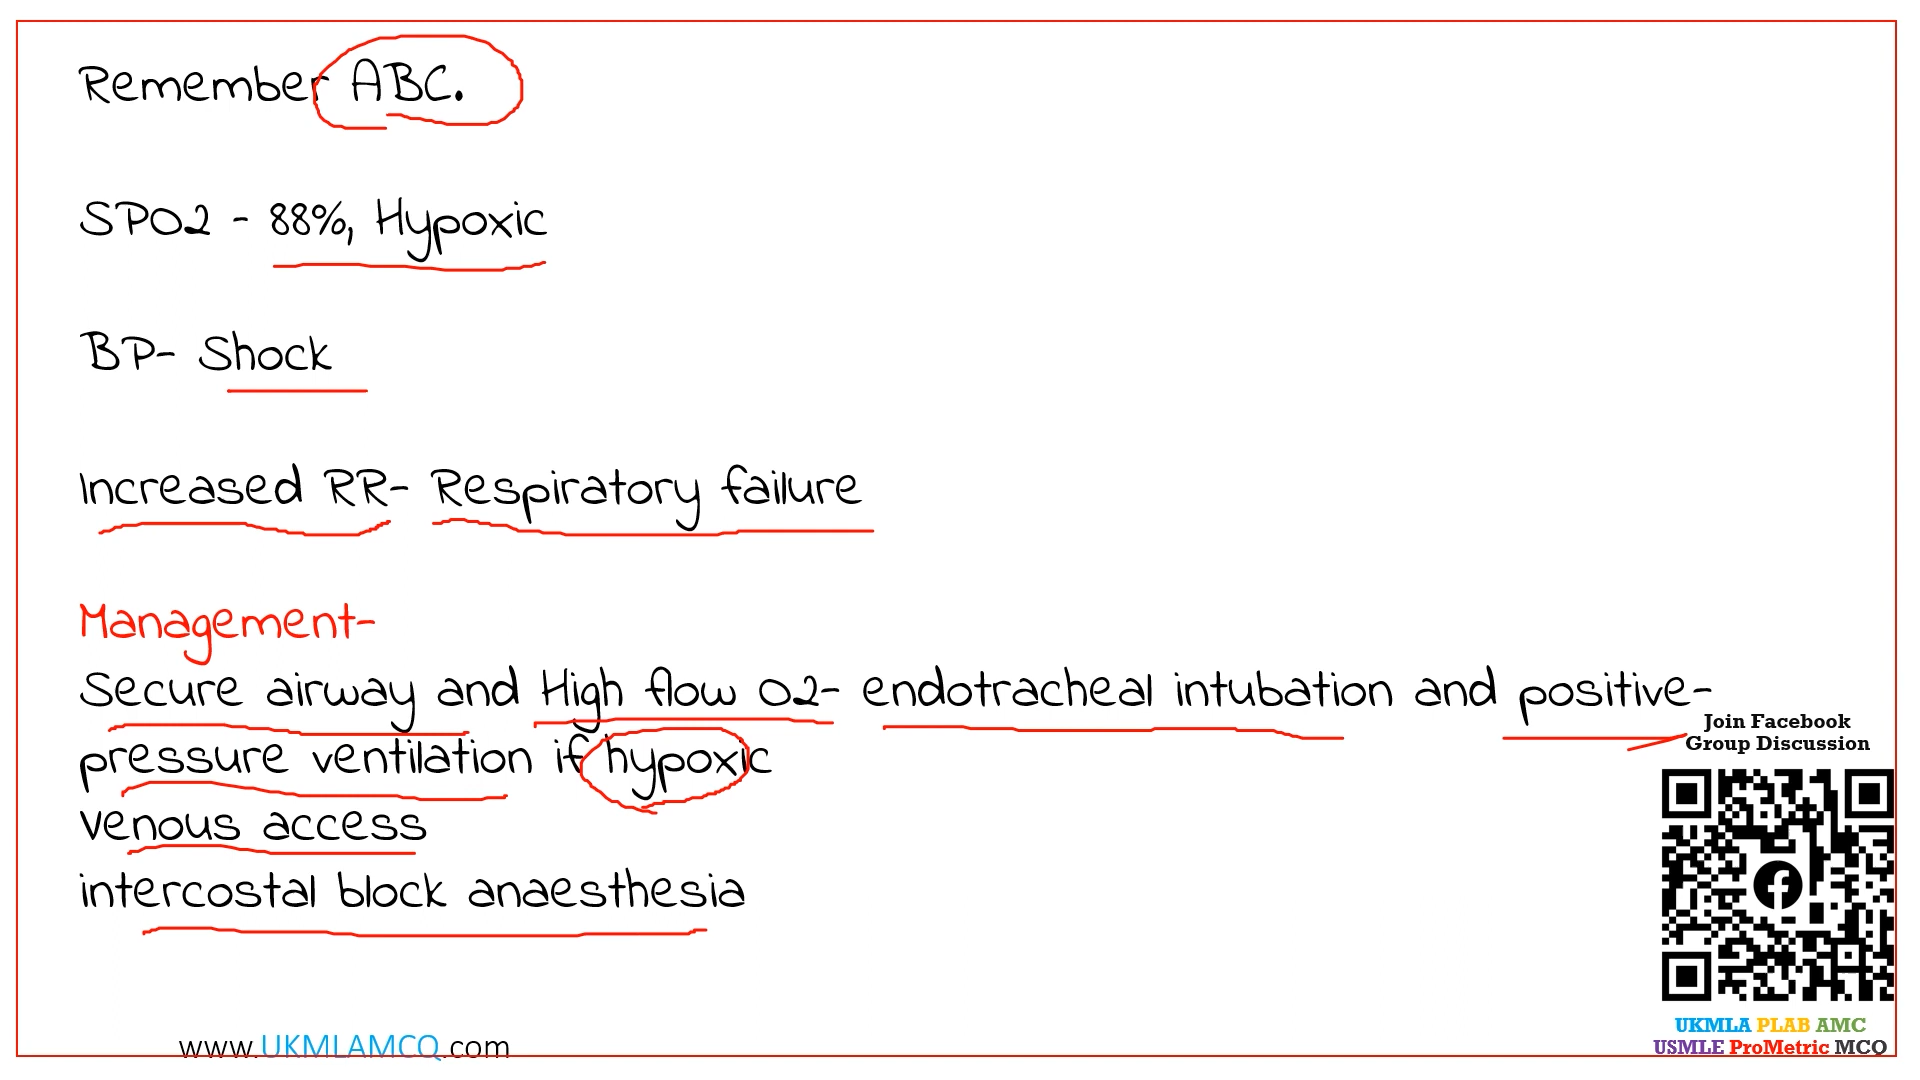 Remember ABC.
SPO2 - 88%, Hypoxic
BP- Shock
Increased RR- Respiratory failure
Management-
Secure airway and High flow O2- endotracheal intubation and positive-
pressure ventilation if hypoxic
venous access
intercostal block anaesthesia
Join Facebook
Group Discussion
UKMLA PLAB AMC
USMLE ProMetric MCQ
www.UKMLAMCQ.com